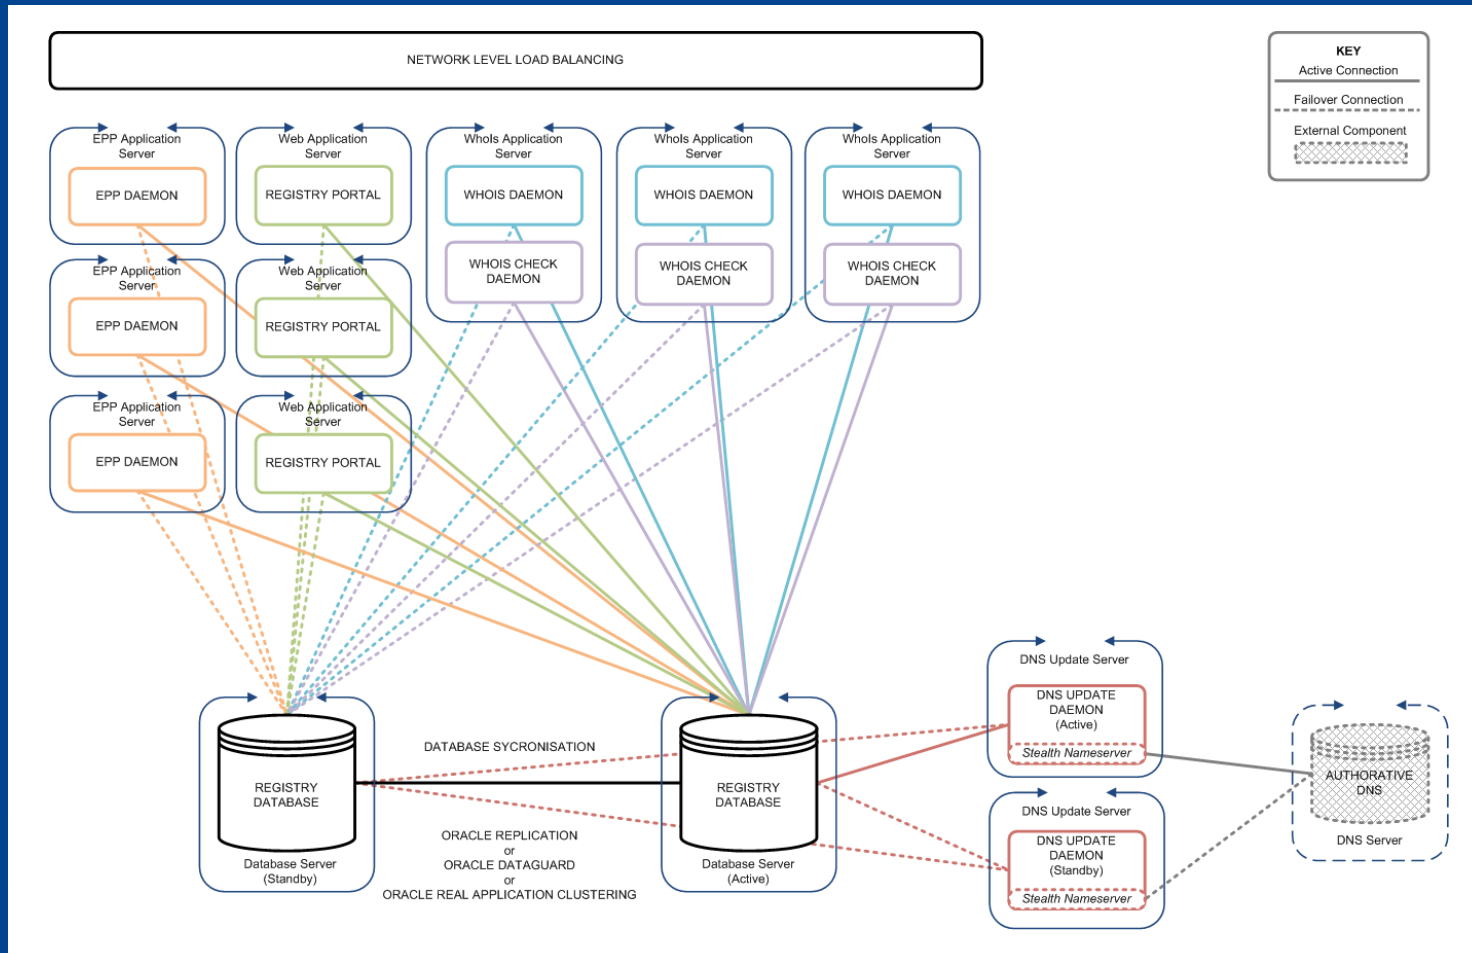 NETWORK LEVEL LOAD BALANCING
KEY
Active Connection
Failover Connection
External Component
EPP Application
Server
EPP DAEMON
Web Application
Server
REGISTRY PORTAL
WhoIs Application
Server
WHOIS DAEMON
WHOIS CHECK
DAEMON
WhoIs Application
Server
WHOIS DAEMON
WHOIS CHECK
DAEMON
WhoIs Application
Server
WHOIS DAEMON
WHOIS CHECK
DAEMON
EPP Application
Server
EPP DAEMON
Web Application
Server
REGISTRY PORTAL
EPP Application
Server
EPP DAEMON
Web Application
Server
REGISTRY PORTAL
REGISTRY
DATABASE
Database Server
(Standby)
DATABASE SYCRONISATION
ORACLE REPLICATION
or
ORACLE DATAGUARD
or
ORACLE REAL APPLICATION CLUSTERING
REGISTRY
DATABASE
Database Server
(Active)
DNS Update Server
DNS UPDATE
DAEMON
(Active)
Stealth Nameserver
DNS Update Server
DNS UPDATE
DAEMON
(Standby)
Stealth Nameserver
AUTHORATIVE
DNS
DNS Server